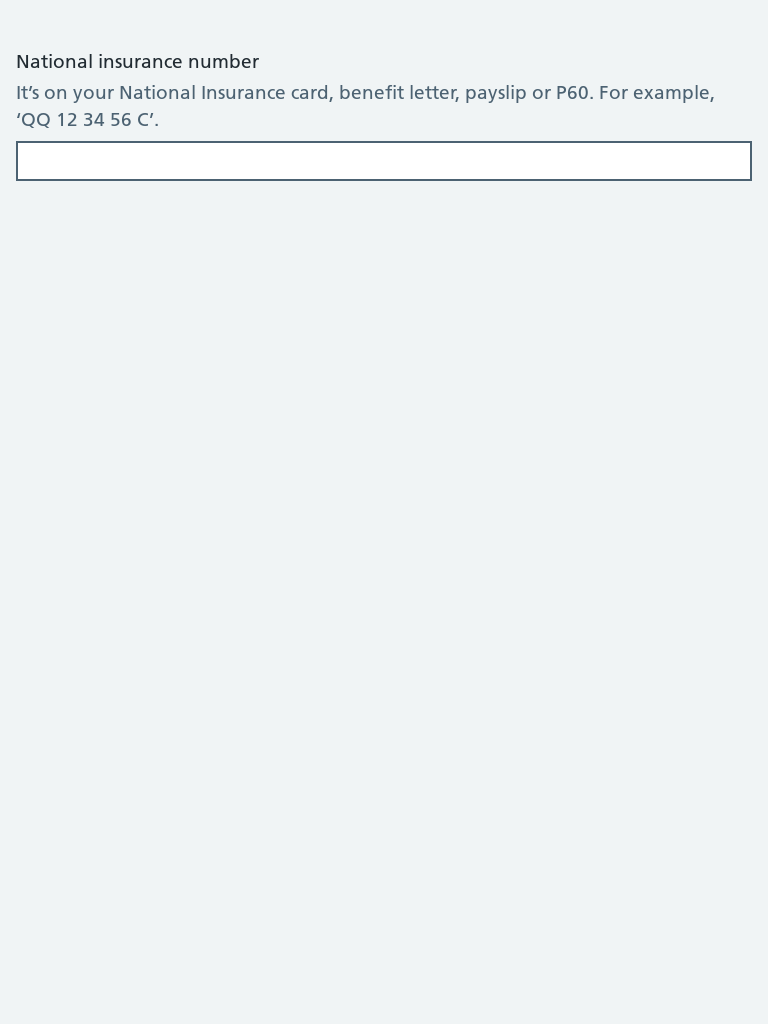 National insurance number
It’s on your National Insurance card, benefit letter, payslip or P60. For example,
‘QQ 12 34 56 C’.